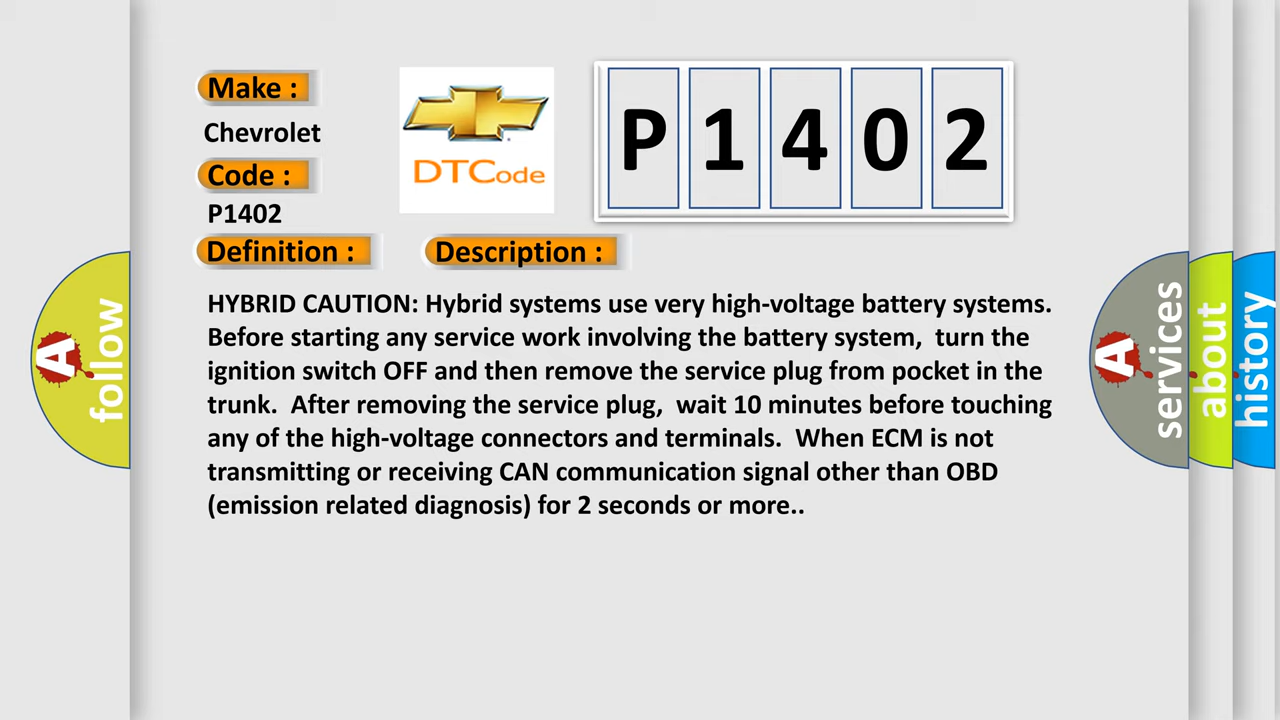 Make :
Chevrolet
Code :
P1402
Definition :
Description :
DTCode
P1402
HYBRID CAUTION: Hybrid systems use very high-voltage battery systems.
Before starting any service work involving the battery system,  turn the
ignition switch OFF and then remove the service plug from pocket in the
trunk.  After removing the service plug,  wait 10 minutes before touching
any of the high-voltage connectors and terminals.  When ECM is not
transmitting or receiving CAN communication signal other than OBD
(emission related diagnosis) for 2 seconds or more..
A follow
A services
about
history